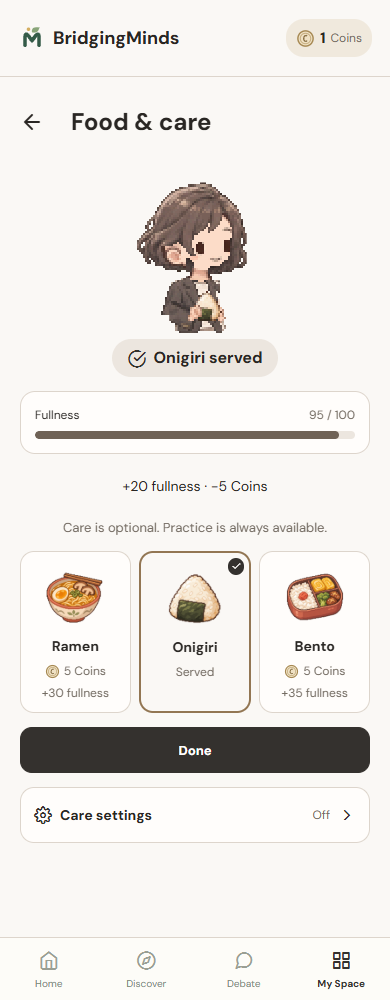 BridgingMinds
1 Coins
Food & care
Onigiri served
Fullness 95 / 100
+20 fullness · -5 Coins
Care is optional. Practice is always available.
Ramen
5 Coins
+30 fullness
Onigiri
Served
Bento
5 Coins
+35 fullness
Done
Care settings Off
Home Discover Debate My Space